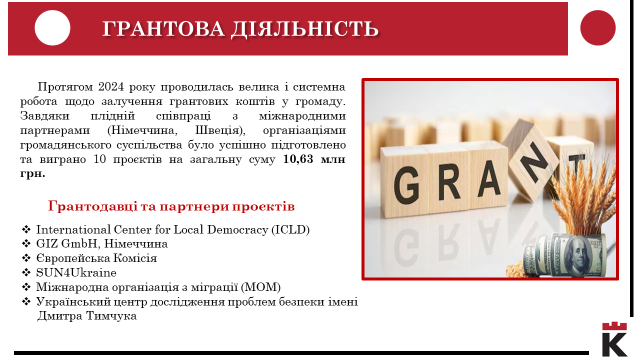 ГРАНТОВА ДІЯЛЬНІСТЬ
Протягом 2024 року проводилась велика і системна
робота щодо залучення грантових коштів у громаду.
Завдяки плідній співпраці з міжнародними
партнерами (Німеччина, Швеція), організаціями
громадянського суспільства було успішно підготовлено
та виграно 10 проєктів на загальну суму 10,63 млн
грн.
GRANT
Грантодавці та партнери проектів
❖ International Center for Local Democracy (ICLD)
❖ GIZ GmbH, Німеччина
❖ Європейська Комісія
❖ SUN4Ukraine
❖ Міжнародна організація з міграції (МОМ)
❖ Український центр дослідження проблем безпеки імені
Дмитра Тимчука
K